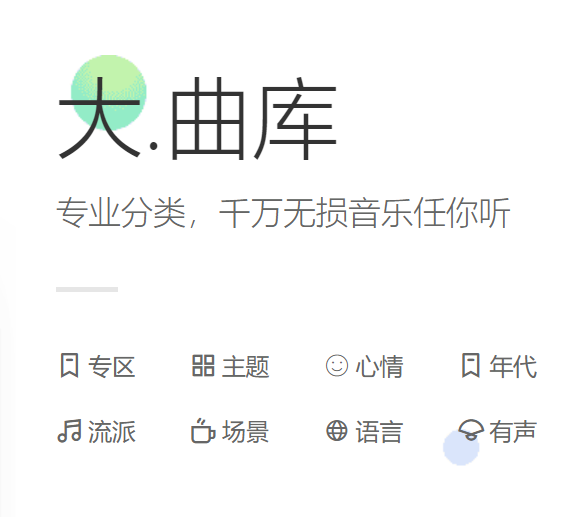 大.曲库
专业分类，千万无损音乐任你听
专区 主题 心情 年代
流派 场景 语言 有声